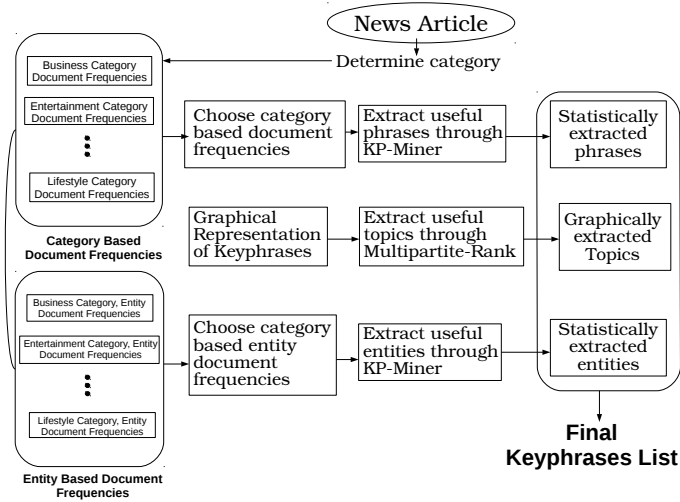 News Article
Determine category
Business Category
Document Frequencies
Entertainment Category
Document Frequencies
Lifestyle Category
Document Frequencies
Category Based
Document Frequencies
Choose category
based document
frequencies
Extract useful
phrases through
KP-Miner
Statistically
extracted
phrases
Graphical
Representation
of Keyphrases
Extract useful
topics through
Multipartite-Rank
Graphically
extracted
Topics
Business Category, Entity
Document Frequencies
Entertainment Category, Entity
Document Frequencies
Lifestyle Category, Entity
Document Frequencies
Entity Based Document
Frequencies
Choose category
based entity
document
frequencies
Extract useful
entities through
KP-Miner
Statistically
extracted
entities
Final
Keyphrases List